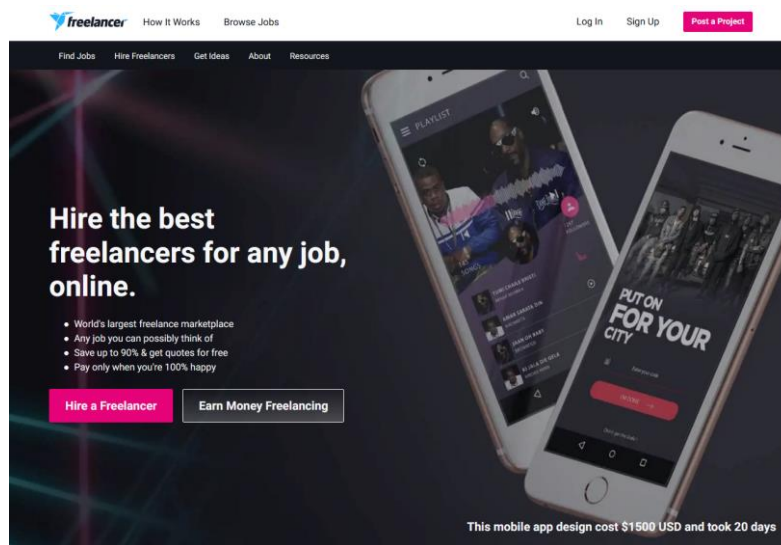 freelancer How It Works Browse Jobs Log In Sign Up Post a Project
Find Jobs Hire Freelancers Get Ideas About Resources
PLAYLIST
Hire the best
freelancers for any job,
online.
World's largest freelance marketplace
Any job you can possibly think of
Save up to 90% & get quotes for free
Pay only when you're 100% happy
Hire a Freelancer Earn Money Freelancing
SONGS
PUT ON
FOR YOUR
CITY
This mobile app design cost $1500 USD and took 20 days